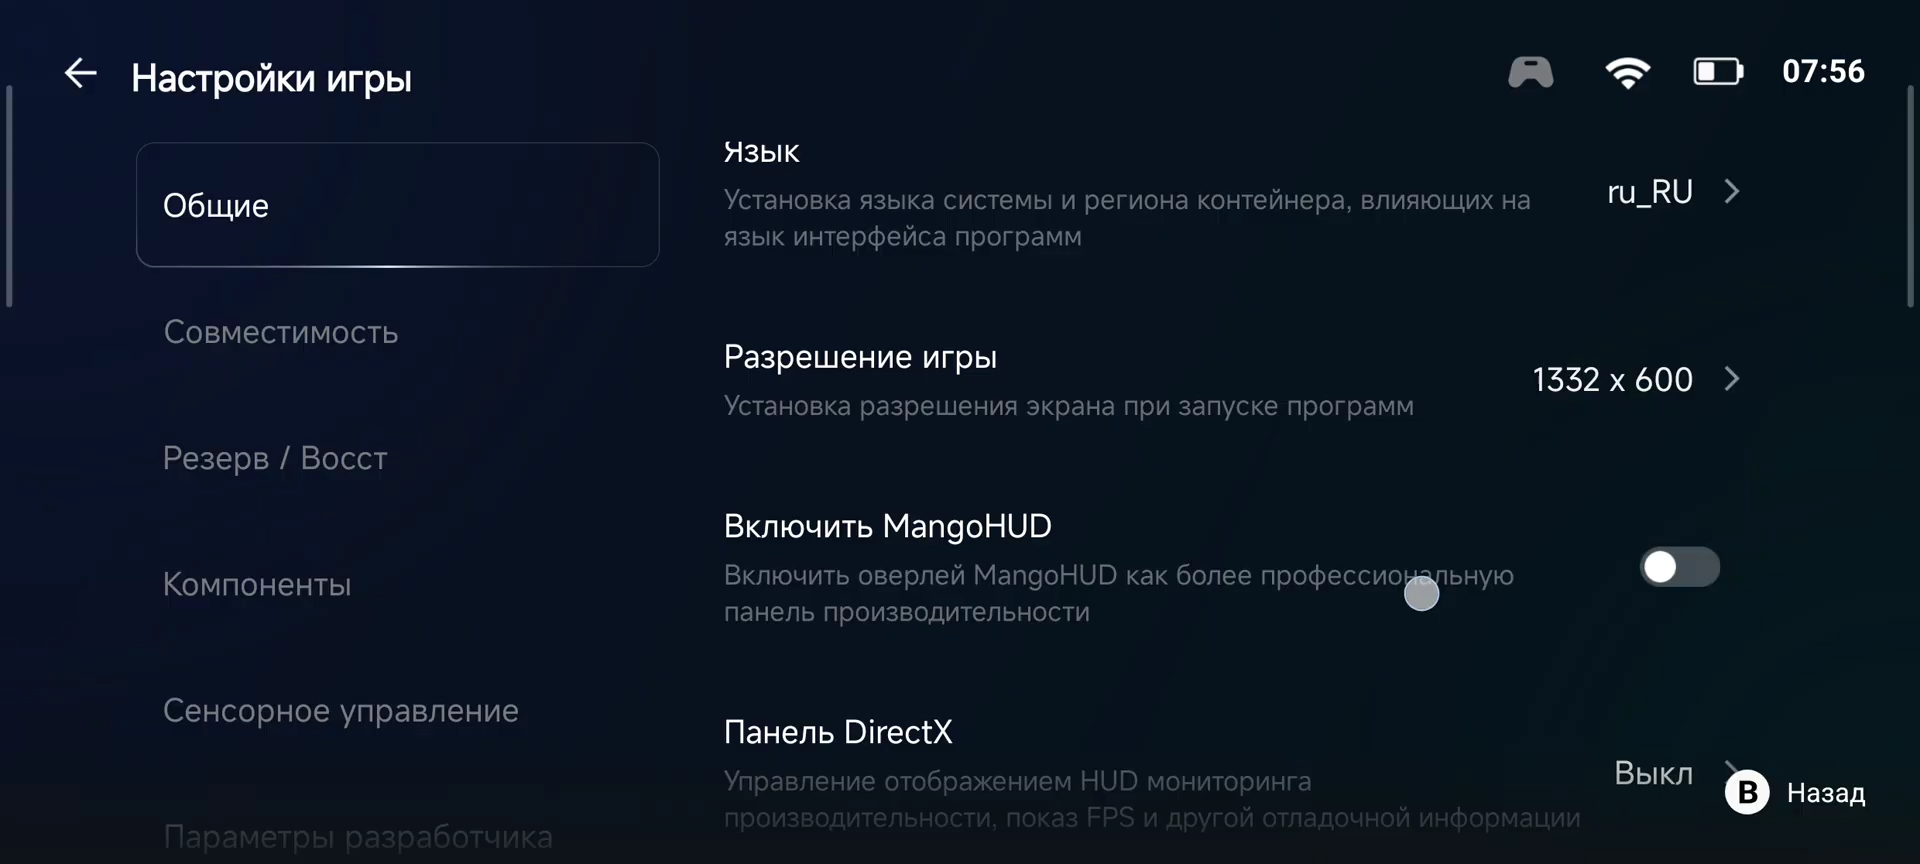 Настройки игры
07:56
Общие
Совместимость
Резерв / Восст
Компоненты
Сенсорное управление
Параметры разработчика
Язык
Установка языка системы и региона контейнера, влияющих на
язык интерфейса программ
ru_RU
Разрешение игры
Установка разрешения экрана при запуске программ
1332 x 600
Включить MangoHUD
Включить оверлей MangoHUD как более профессиональную
панель производительности
Панель DirectX
Управление отображением HUD мониторинга
производительности, показ FPS и другой отладочной информации
Выкл
B Назад